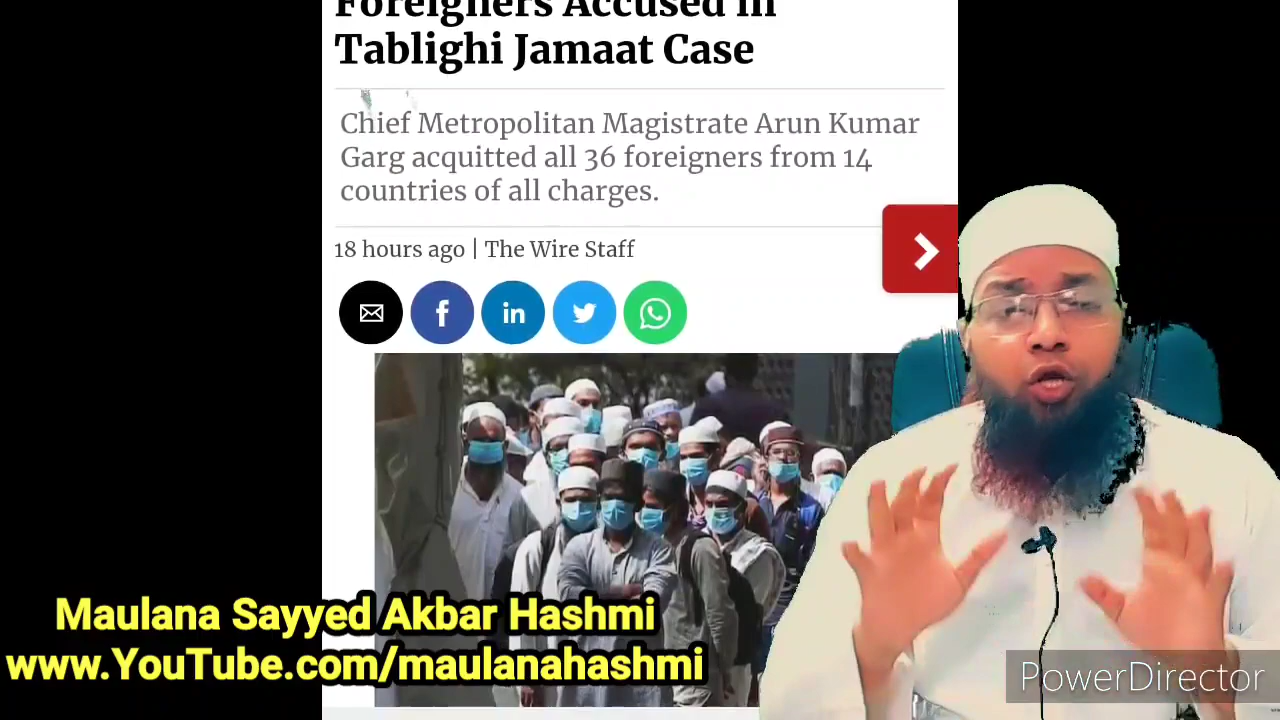 Foreigners Accused in
Tablighi Jamaat Case
Chief Metropolitan Magistrate Arun Kumar
Garg acquitted all 36 foreigners from 14
countries of all charges.
18 hours ago | The Wire Staff
Maulana Sayyed Akbar Hashmi
www.YouTube.com/maulanahashmi
PowerDirector